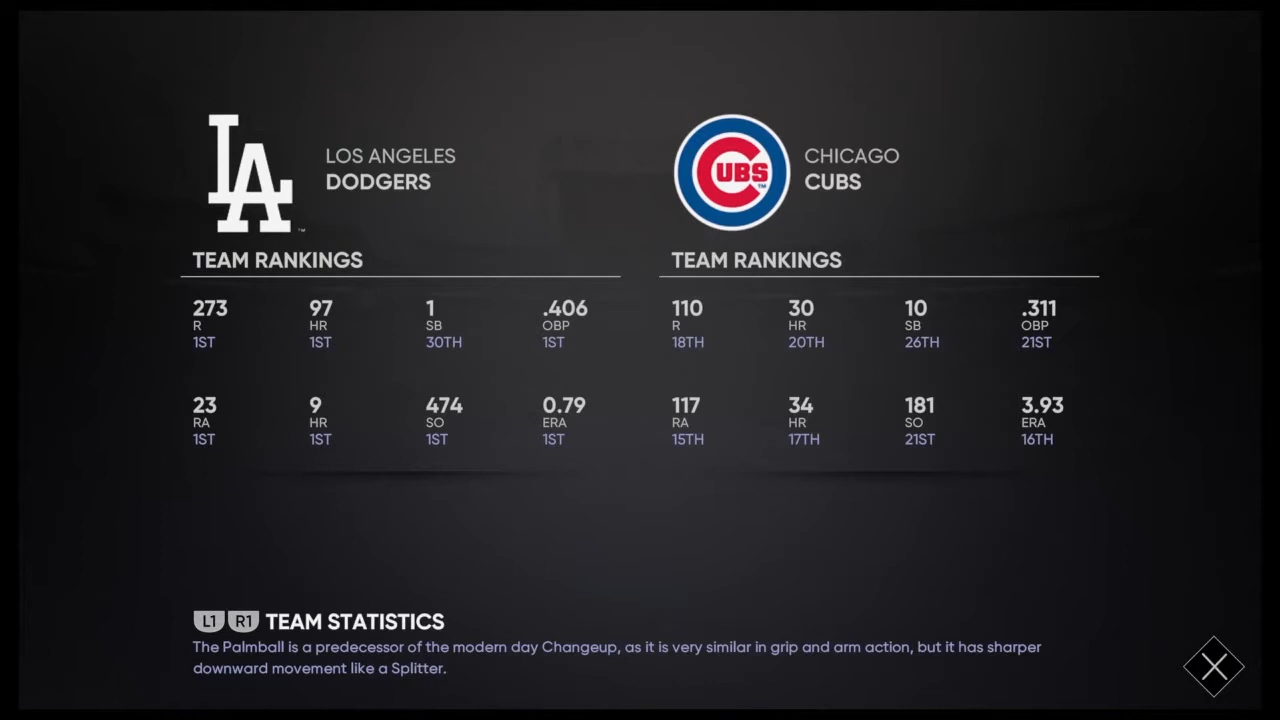 LA
™
LOS ANGELES
DODGERS
CUBS
™
CHICAGO
CUBS
TEAM RANKINGS
TEAM RANKINGS
273 97 1 .406
R HR SB OBP
1ST 1ST 30TH 1ST
110 30 10 .311
R HR SB OBP
18TH 20TH 26TH 21ST
23 9 474 0.79
RA HR SO ERA
1ST 1ST 1ST 1ST
117 34 181 3.93
RA HR SO ERA
15TH 17TH 21ST 16TH
L1 R1 TEAM STATISTICS
The Palmball is a predecessor of the modern day Changeup, as it is very similar in grip and arm action, but it has sharper
downward movement like a Splitter.